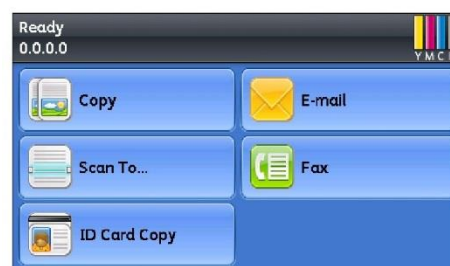 Ready
0.0.0.0
Y M C
Copy
E-mail
Scan To...
Fax
ID Card Copy